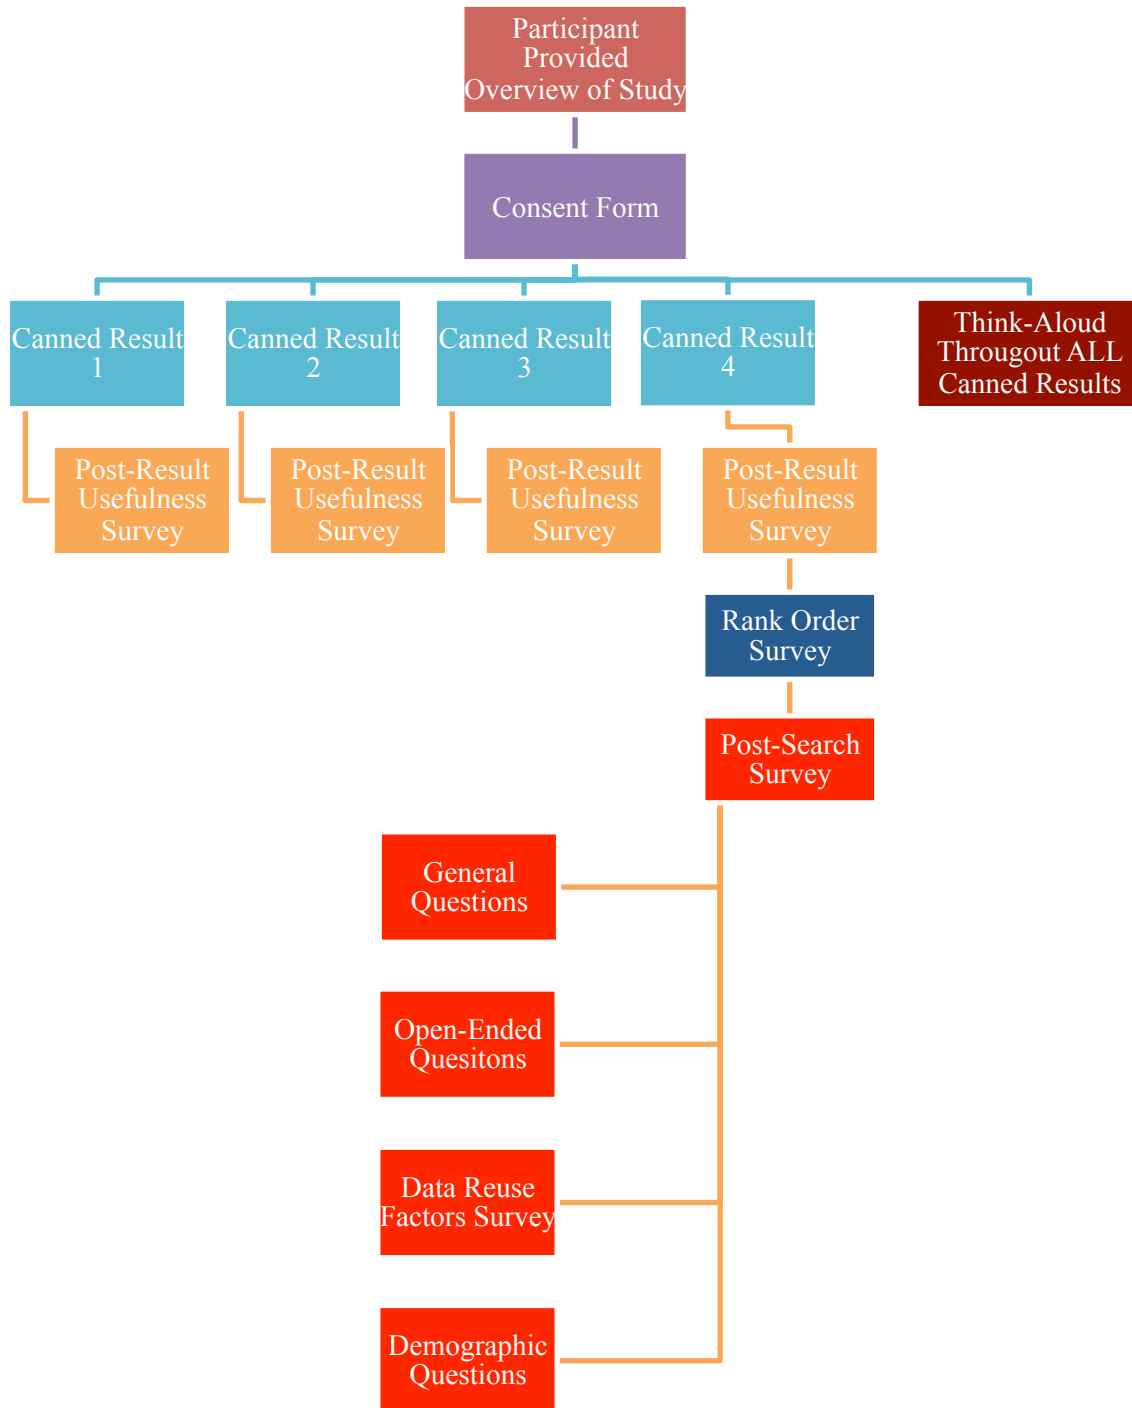 Participant
Provided
Overview of Study
Consent Form
Canned Result
1
Canned Result
2
Canned Result
3
Canned Result
4
Think-Aloud
Througout ALL
Canned Results
Post-Result
Usefulness
Survey
Post-Result
Usefulness
Survey
Post-Result
Usefulness
Survey
Post-Result
Usefulness
Survey
Rank Order
Survey
Post-Search
Survey
General
Questions
Open-Ended
Quesitons
Data Reuse
Factors Survey
Demographic
Questions